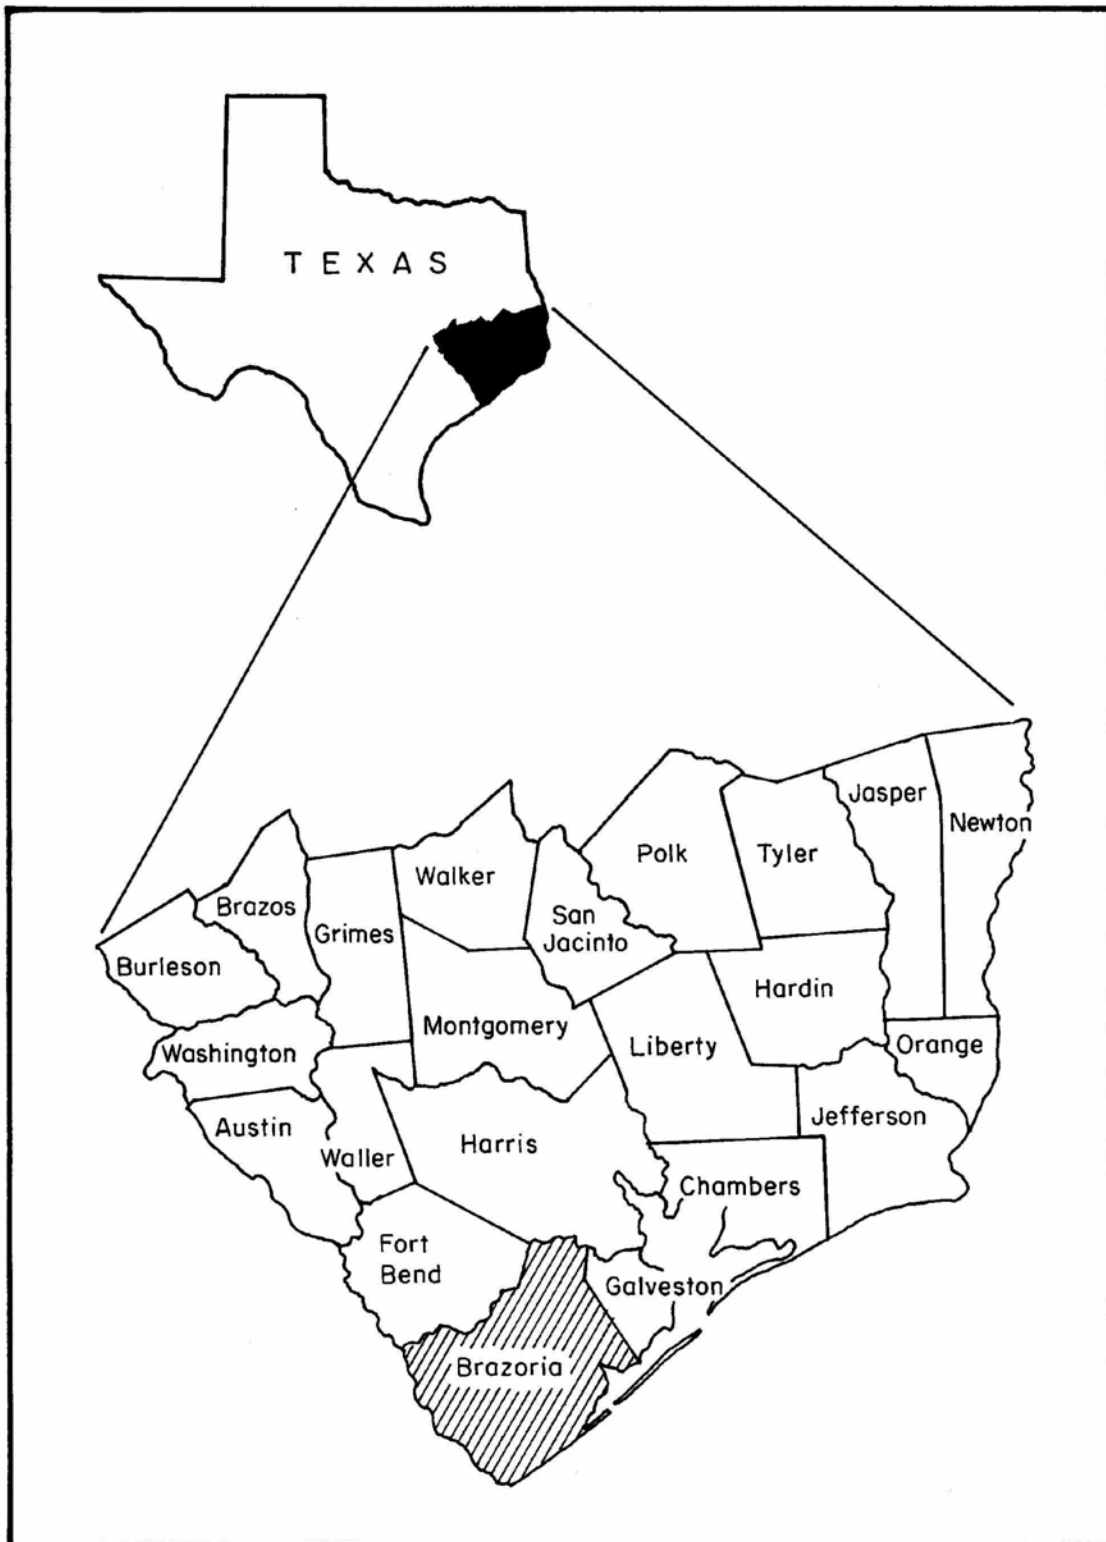 TEXAS
Jasper
Newton
Polk
Tyler
Walker
Brazos
San
Jacinto
Grimes
Burleson
Hardin
Montgomery
Liberty
Orange
Washington
Jefferson
Austin
Harris
Waller
Chambers
Fort
Bend
Galveston
Brazoria